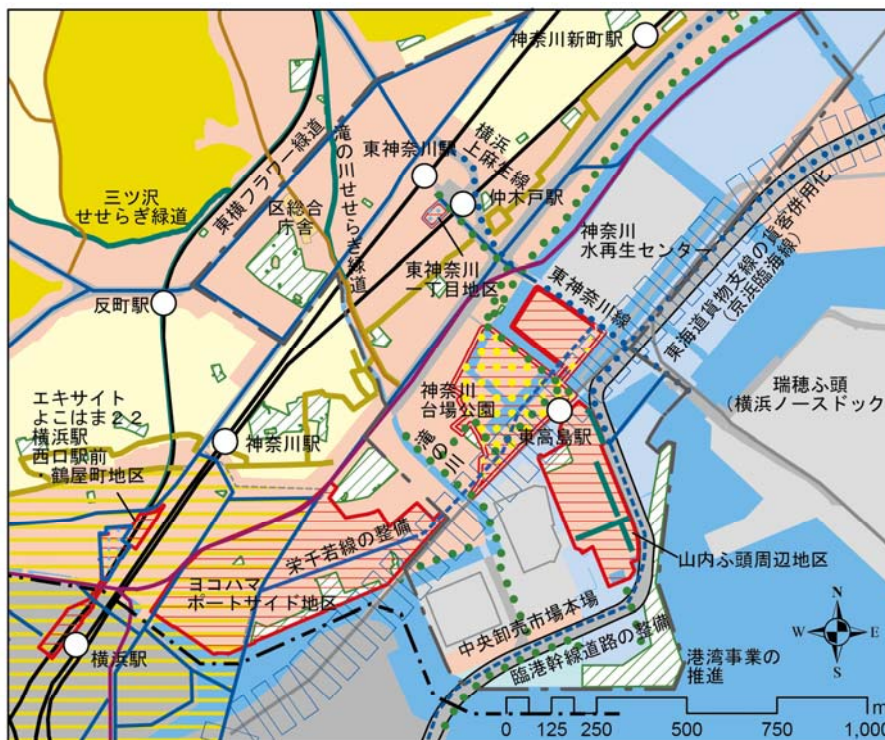 神奈川新町駅
横浜
上麻生線
東神奈川駅
仲木戸駅
東横フラワー緑道
滝の川せせらぎ緑道
三ツ沢
せせらぎ緑道
区総合
庁舎
東神奈川
一丁目地区
神奈川
水再生センター
東神奈川線
東海道貨物支線の貨客併用化
(京浜臨海線)
反町駅
神奈川
台場公園
瑞穂ふ頭
(横浜ノースドック)
エキサイト
よこはま22
横浜駅
西口駅前
・鶴屋町地区
神奈川駅
滝の川
東高島駅
栄千若線の整備
山内ふ頭周辺地区
ヨコハマ
ポートサイド地区
中央卸売市場本場
臨港幹線道路の整備
港湾事業の
推進
横浜駅
N
W E
S
0 125 250 500 750 1,000
m